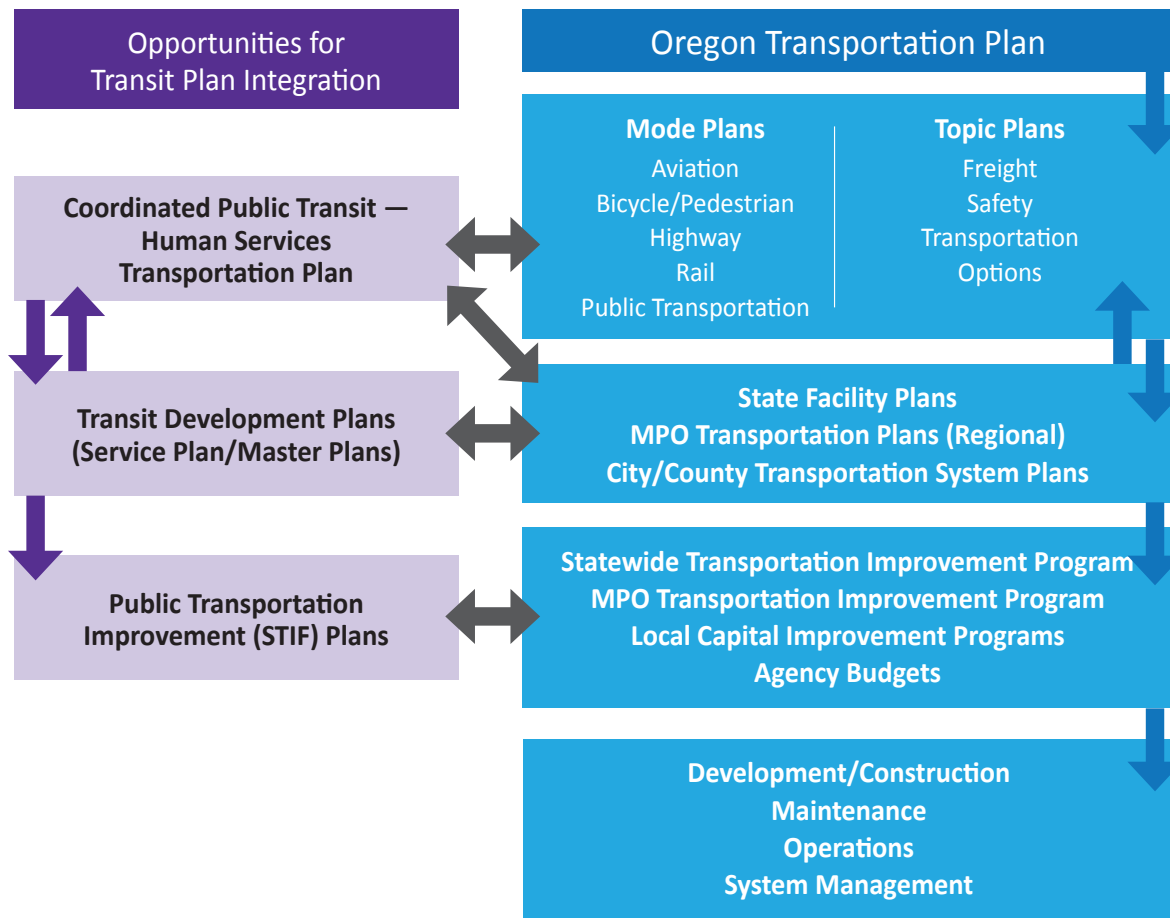 Opportunities for
Transit Plan Integration
Oregon Transportation Plan
Mode Plans
Aviation
Bicycle/Pedestrian
Highway
Rail
Public Transportation
Topic Plans
Freight
Safety
Transportation
Options
Coordinated Public Transit —
Human Services
Transportation Plan
Transit Development Plans
(Service Plan/Master Plans)
State Facility Plans
MPO Transportation Plans (Regional)
City/County Transportation System Plans
Public Transportation
Improvement (STIF) Plans
Statewide Transportation Improvement Program
MPO Transportation Improvement Program
Local Capital Improvement Programs
Agency Budgets
Development/Construction
Maintenance
Operations
System Management